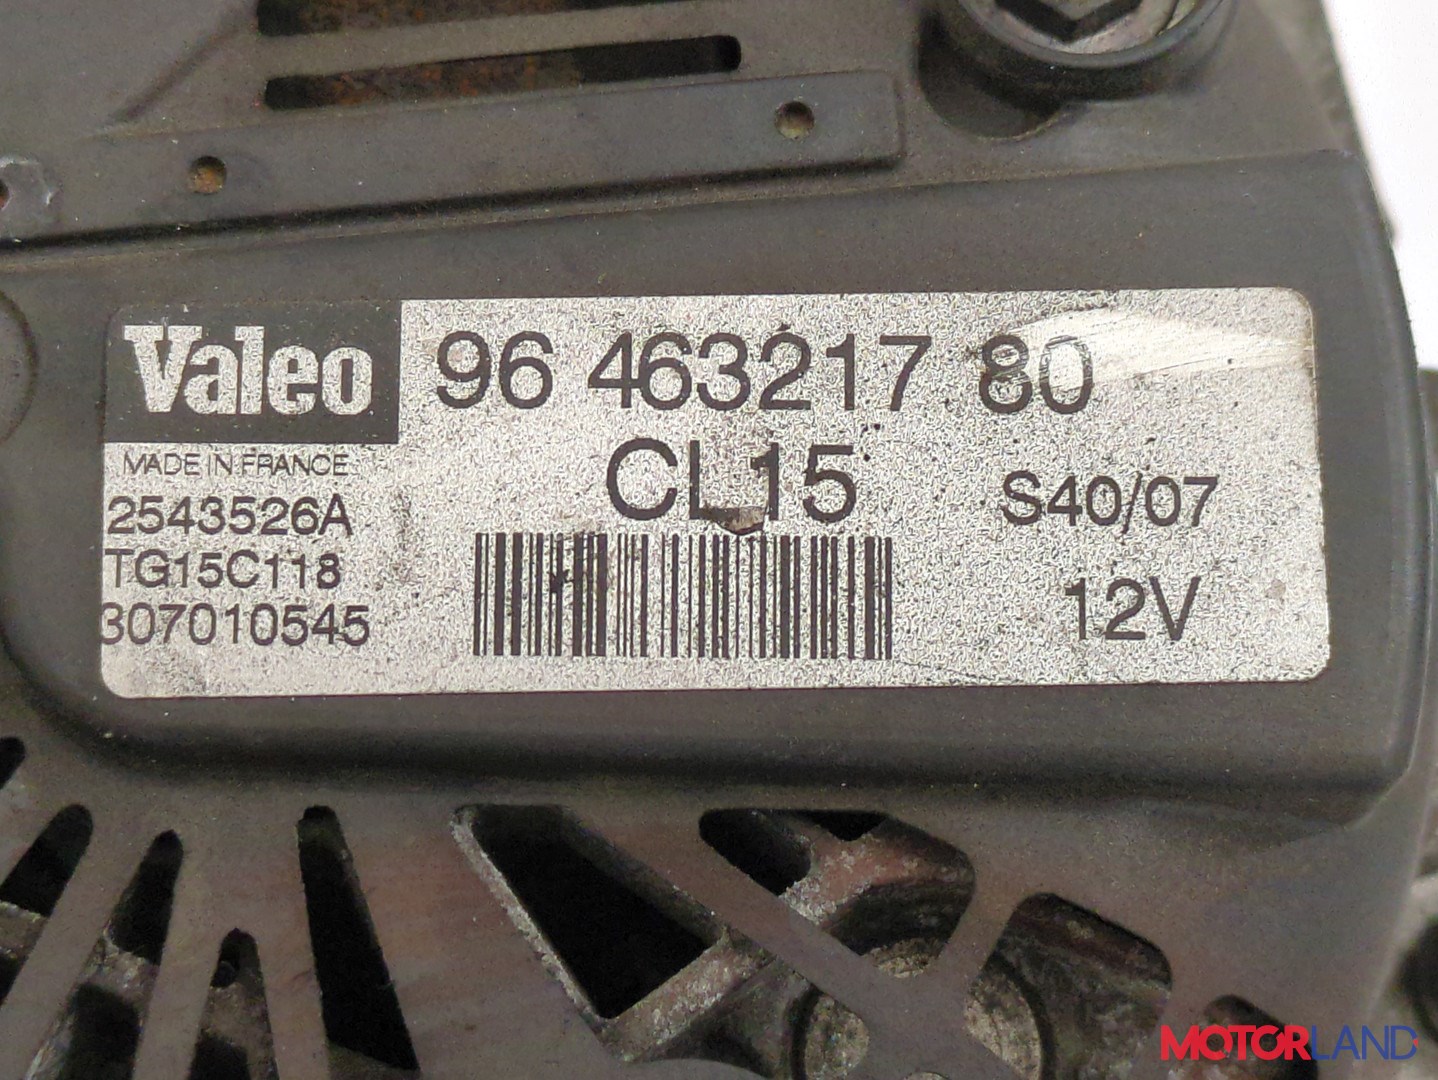 Valeo
96 463217 80
MADE IN FRANCE
CL15
S40/07
2543526A
TG15C118
307010545
12V
MOTORLAND